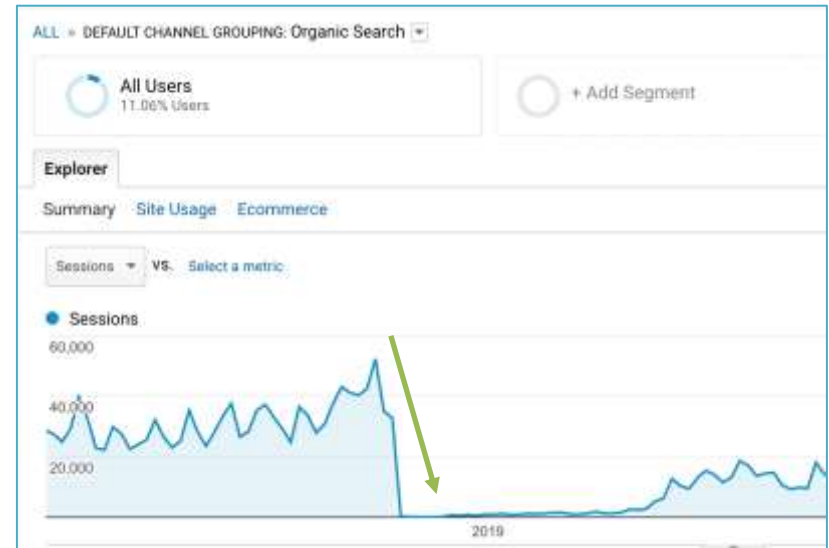 ALL » DEFAULT CHANNEL GROUPING: Organic Search
All Users
11.06% Users
+ Add Segment
Explorer
Summary Site Usage Ecommerce
Sessions VS. Select a metric
Sessions
60,000
40,000
20,000
2019